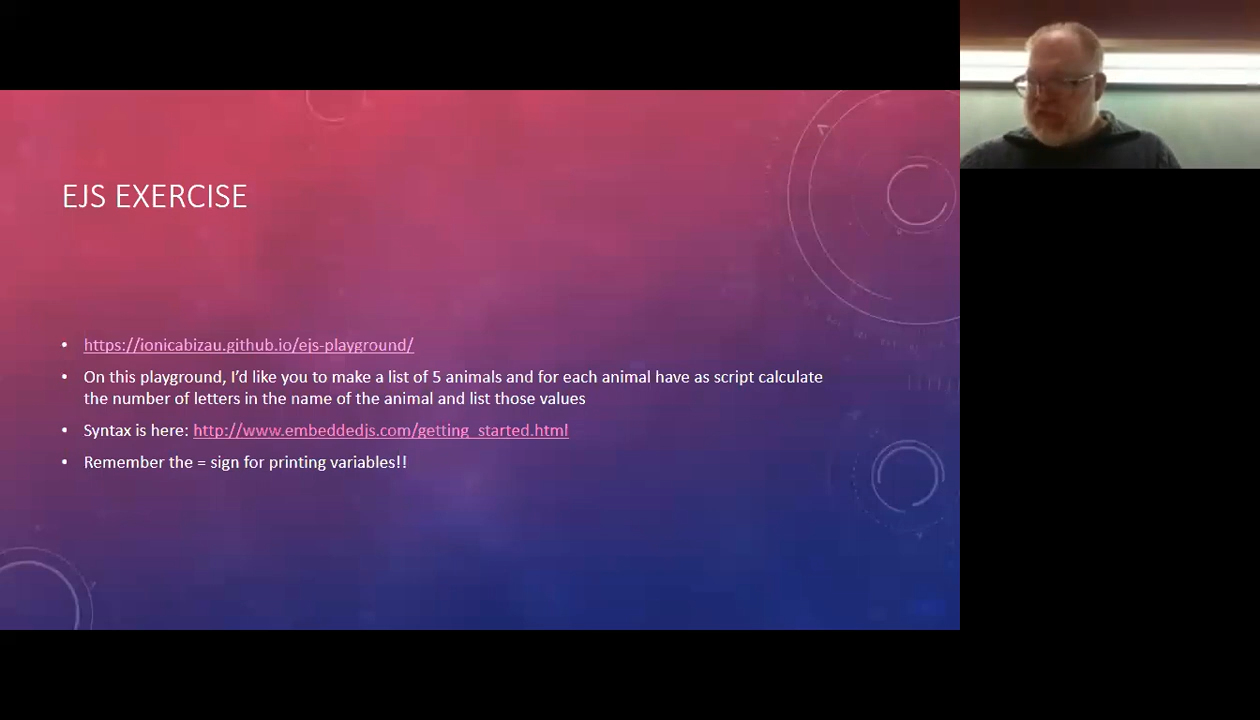 EJS EXERCISE
• https://ionicabizau.github.io/ejs-playground/
• On this playground, I'd like you to make a list of 5 animals and for each animal have as script calculate
the number of letters in the name of the animal and list those values
• Syntax is here: http://www.embeddedjs.com/getting_started.html
• Remember the = sign for printing variables!!